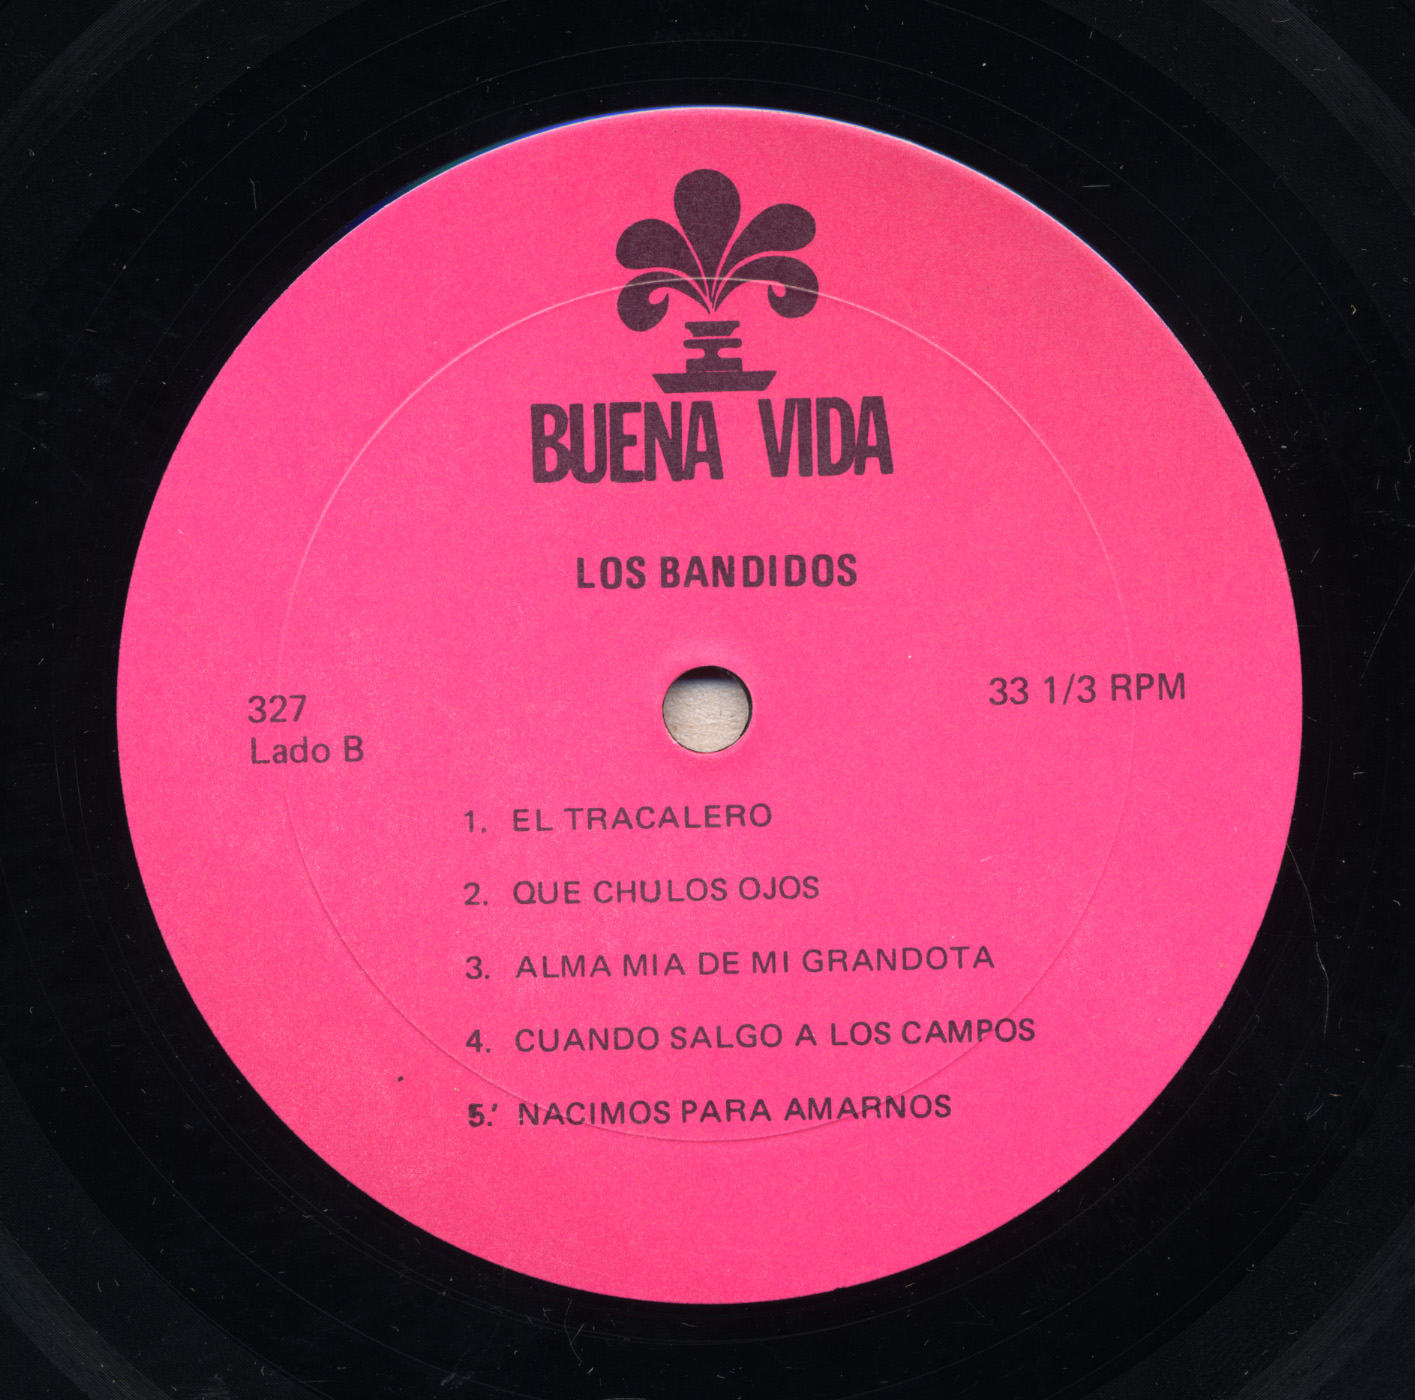 BUENA VIDA
LOS BANDIDOS
327
Lado B
33 1/3 RPM
1. EL TRACALERO
2. QUE CHULOS OJOS
3. ALMA MIA DE MI GRANDOTA
4. CUANDO SALGO A LOS CAMPOS
5. NACIMOS PARA AMARNOS